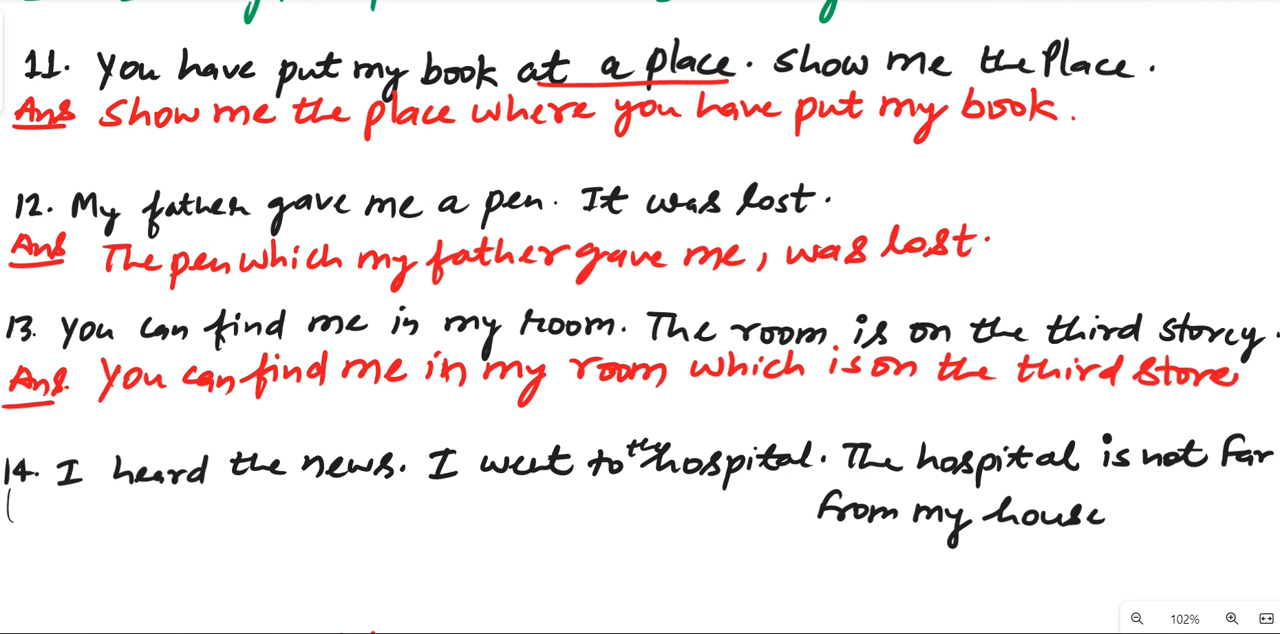 11. You have put my book at a place. Show me the Place.
Ans Show me the place where you have put my book.
12. My father gave me a pen. It was lost.
Ans The pen which my father gave me, was lost.
13. You can find me in my room. The room is on the third storey.
Ans. You can find me in my room which is on the third store
14. I heard the news. I went to the hospital. The hospital is not far
from my house
102%